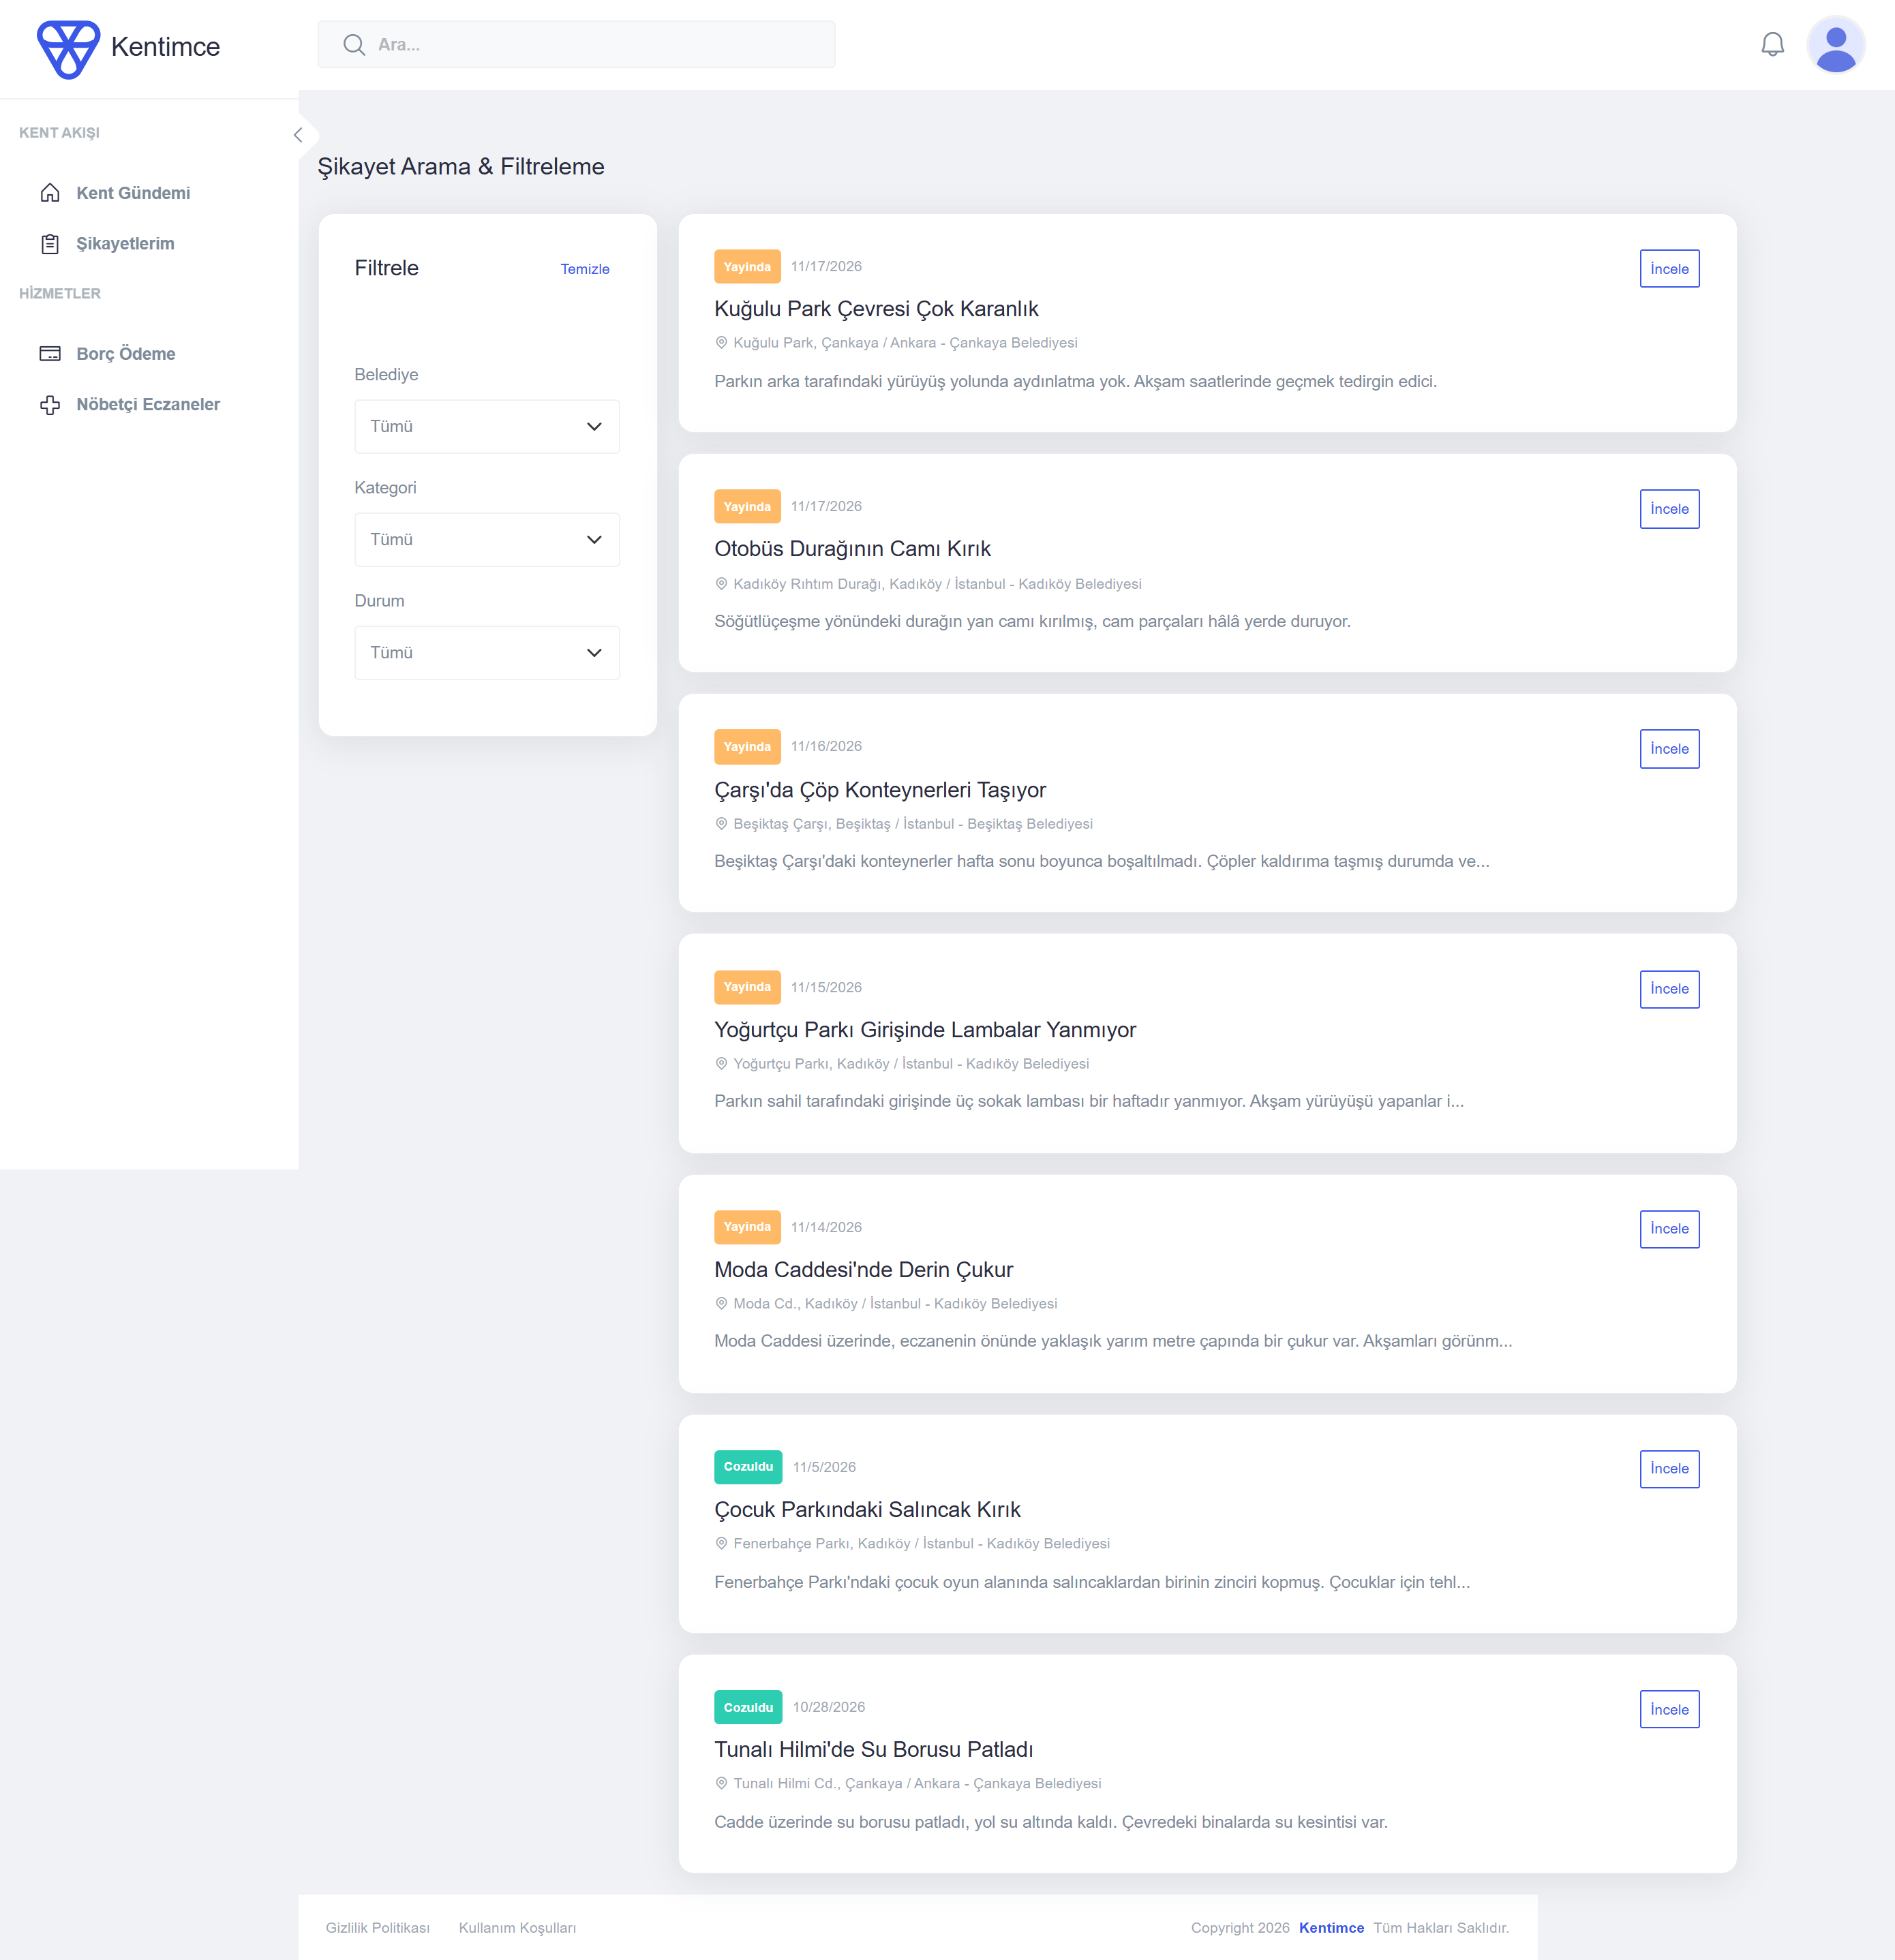 Kentimce
Ara...
KENT AKIŞI
Kent Gündemi
Şikayetlerim
HİZMETLER
Borç Ödeme
Nöbetçi Eczaneler
Şikayet Arama & Filtreleme
Filtrele Temizle
Belediye
Tümü
Kategori
Tümü
Durum
Tümü
Yayinda 11/17/2026 İncele
Kuğulu Park Çevresi Çok Karanlık
Kuğulu Park, Çankaya / Ankara - Çankaya Belediyesi
Parkın arka tarafındaki yürüyüş yolunda aydınlatma yok. Akşam saatlerinde geçmek tedirgin edici.
Yayinda 11/17/2026 İncele
Otobüs Durağının Camı Kırık
Kadıköy Rıhtım Durağı, Kadıköy / İstanbul - Kadıköy Belediyesi
Söğütlüçeşme yönündeki durağın yan camı kırılmış, cam parçaları hâlâ yerde duruyor.
Yayinda 11/16/2026 İncele
Çarşı'da Çöp Konteynerleri Taşıyor
Beşiktaş Çarşı, Beşiktaş / İstanbul - Beşiktaş Belediyesi
Beşiktaş Çarşı'daki konteynerler hafta sonu boyunca boşaltılmadı. Çöpler kaldırıma taşmış durumda ve...
Yayinda 11/15/2026 İncele
Yoğurtçu Parkı Girişinde Lambalar Yanmıyor
Yoğurtçu Parkı, Kadıköy / İstanbul - Kadıköy Belediyesi
Parkın sahil tarafındaki girişinde üç sokak lambası bir haftadır yanmıyor. Akşam yürüyüşü yapanlar i...
Yayinda 11/14/2026 İncele
Moda Caddesi'nde Derin Çukur
Moda Cd., Kadıköy / İstanbul - Kadıköy Belediyesi
Moda Caddesi üzerinde, eczanenin önünde yaklaşık yarım metre çapında bir çukur var. Akşamları görünm...
Cozuldu 11/5/2026 İncele
Çocuk Parkındaki Salıncak Kırık
Fenerbahçe Parkı, Kadıköy / İstanbul - Kadıköy Belediyesi
Fenerbahçe Parkı'ndaki çocuk oyun alanında salıncaklardan birinin zinciri kopmuş. Çocuklar için tehl...
Cozuldu 10/28/2026 İncele
Tunalı Hilmi'de Su Borusu Patladı
Tunalı Hilmi Cd., Çankaya / Ankara - Çankaya Belediyesi
Cadde üzerinde su borusu patladı, yol su altında kaldı. Çevredeki binalarda su kesintisi var.
Gizlilik Politikası Kullanım Koşulları Copyright 2026 Kentimce Tüm Hakları Saklıdır.